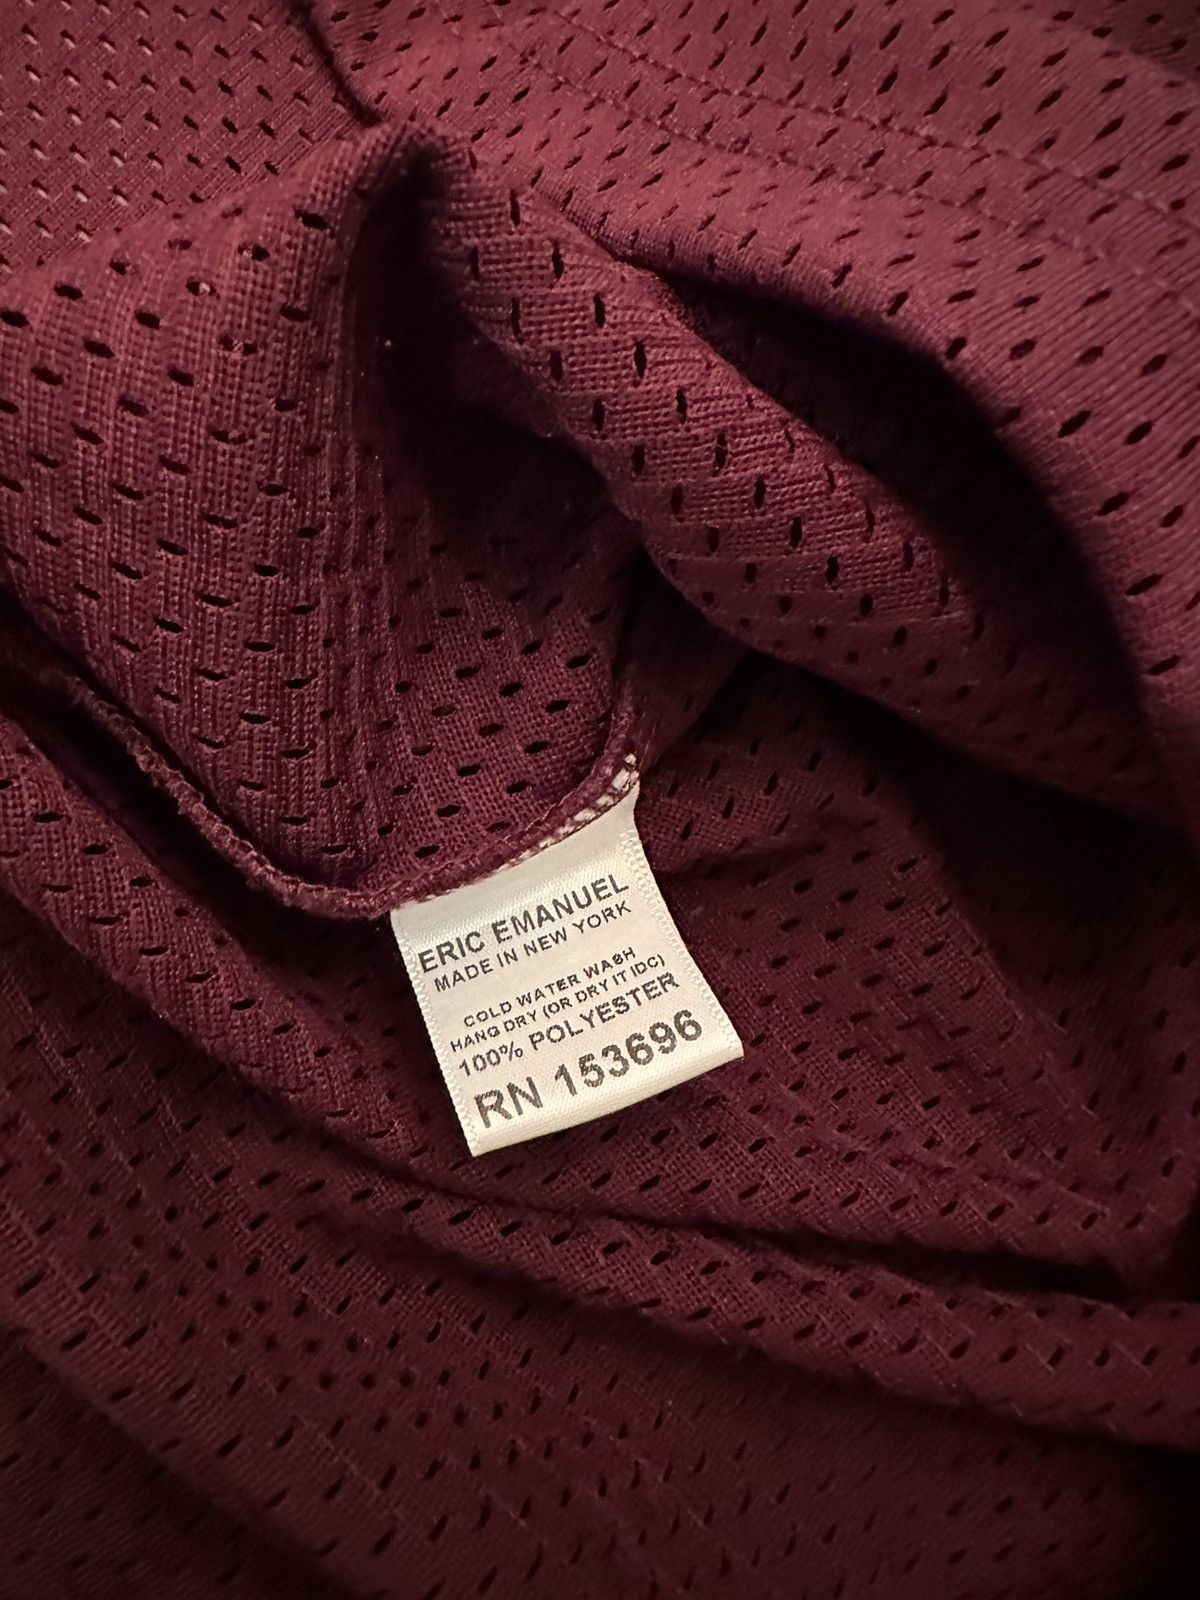 ERIC EMANUEL
MADE IN NEW YORK
COLD WATER WASH
HANG DRY (OR DRY IT IDC)
100% POLYESTER
RN 153696